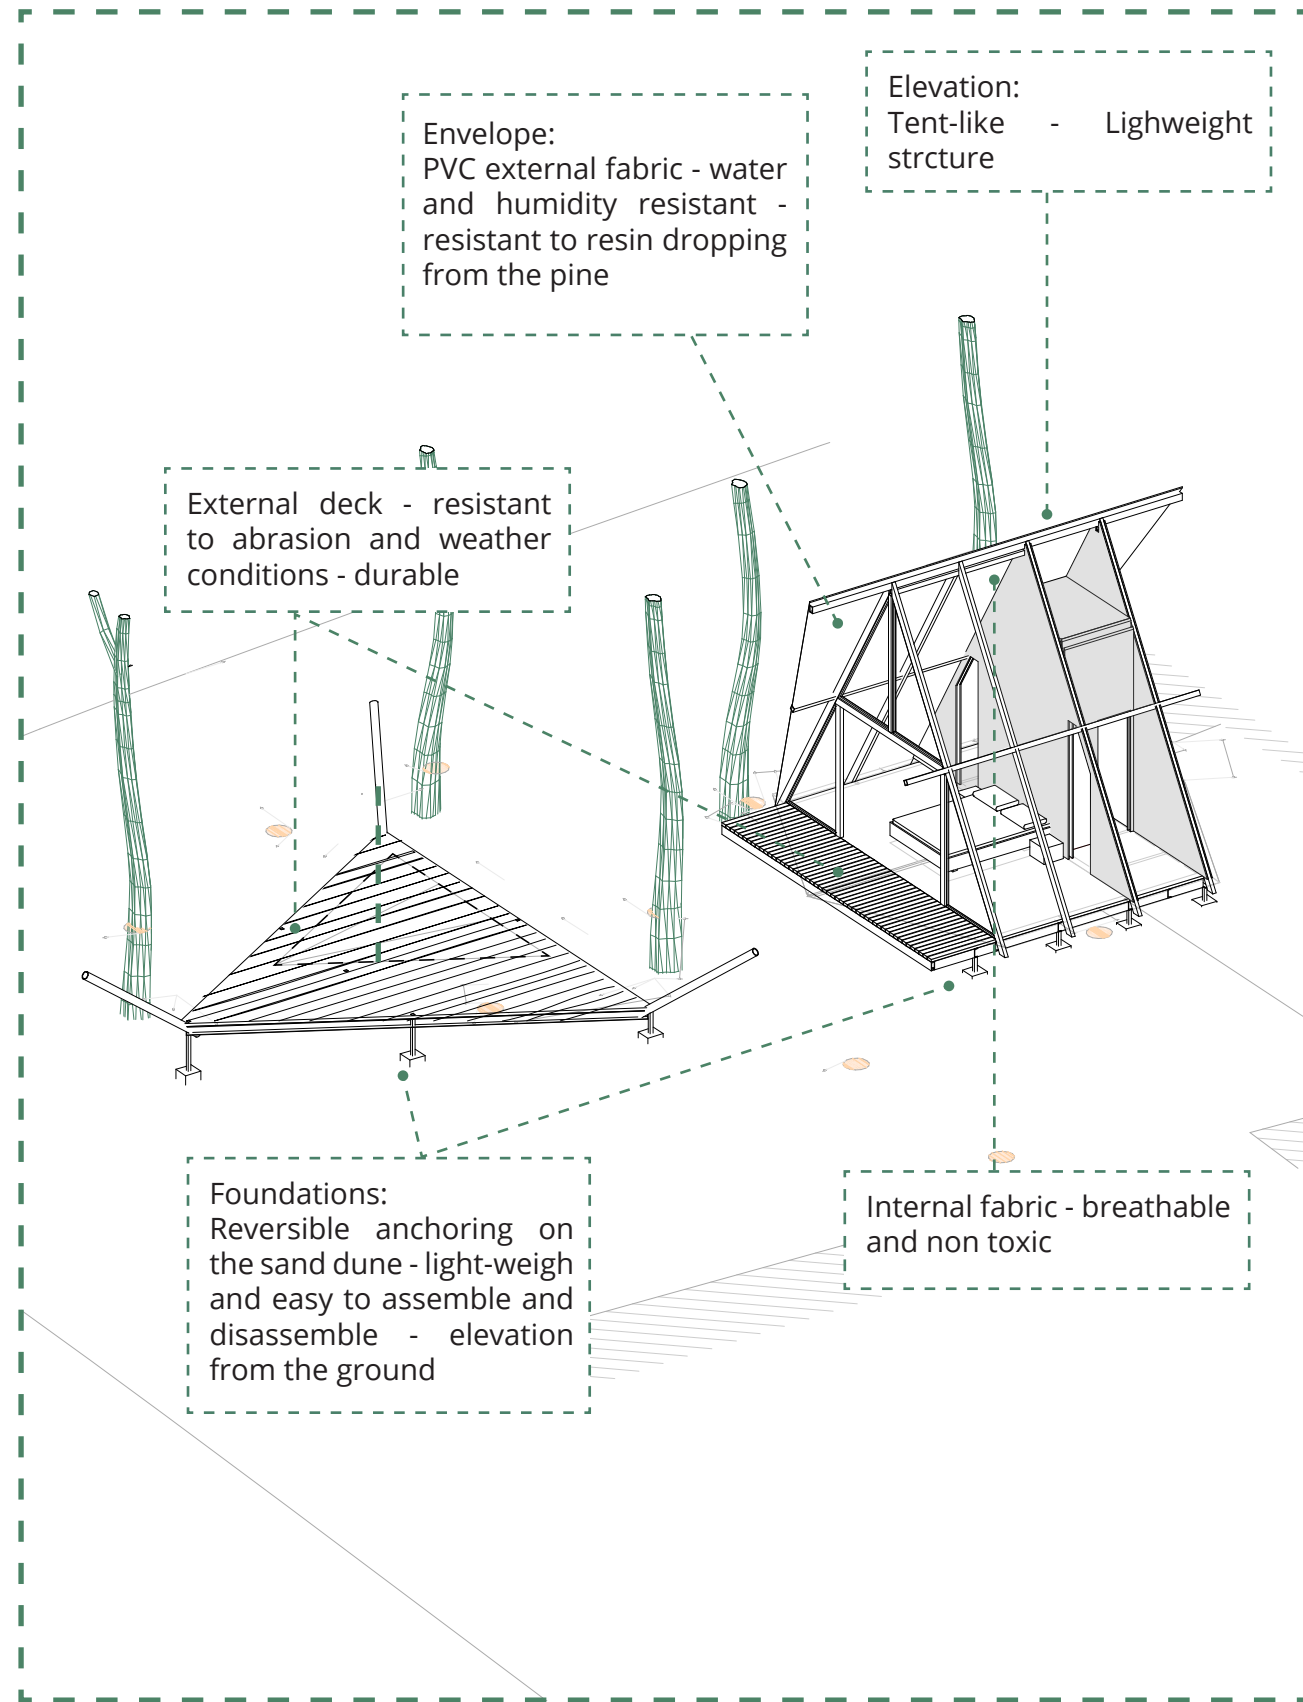 Elevation:
Tent-like - Lighweight
strcture
Envelope:
PVC external fabric - water
and humidity resistant -
resistant to resin dropping
from the pine
External deck - resistant
to abrasion and weather
conditions - durable
Foundations:
Reversible anchoring on
the sand dune - light-weigh
and easy to assemble and
disassemble - elevation
from the ground
Internal fabric - breathable
and non toxic